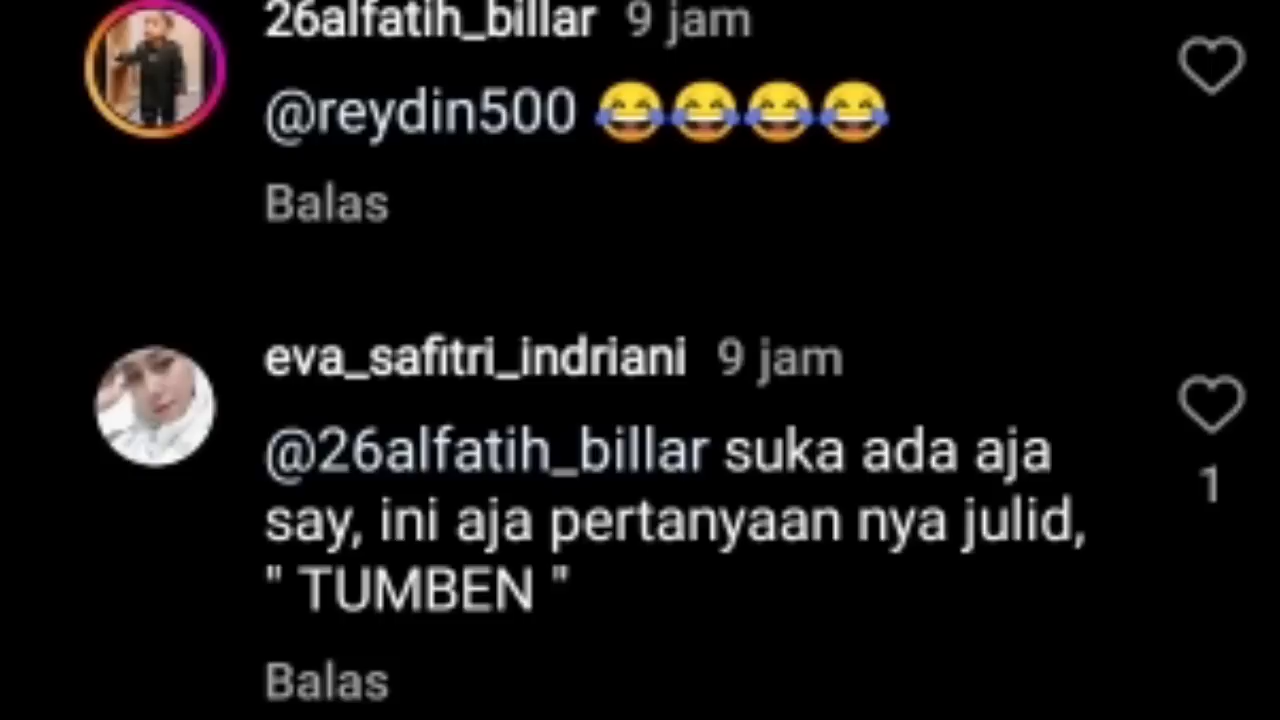 26alfatih_billar 9 jam
@reydin500 😂😂😂😂
Balas
eva_safitri_indriani 9 jam
@26alfatih_billar suka ada aja
say, ini aja pertanyaan nya julid,
" TUMBEN "
1
Balas